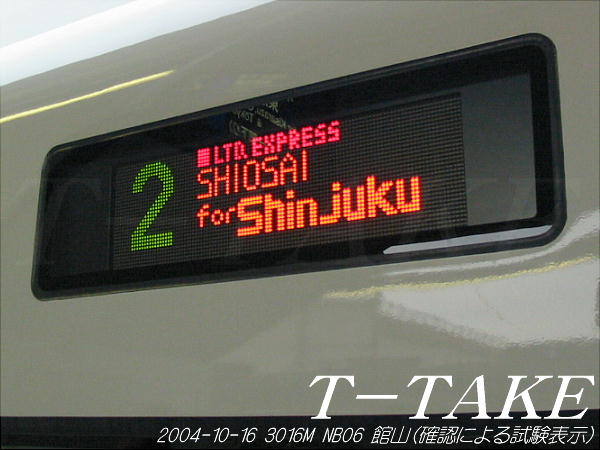 ■ LTD. EXPRESS
2 SHIOSAI
for Shinjuku
T-TAKE
2004-10-16 3016M NB06 館山(確認による試験表示)